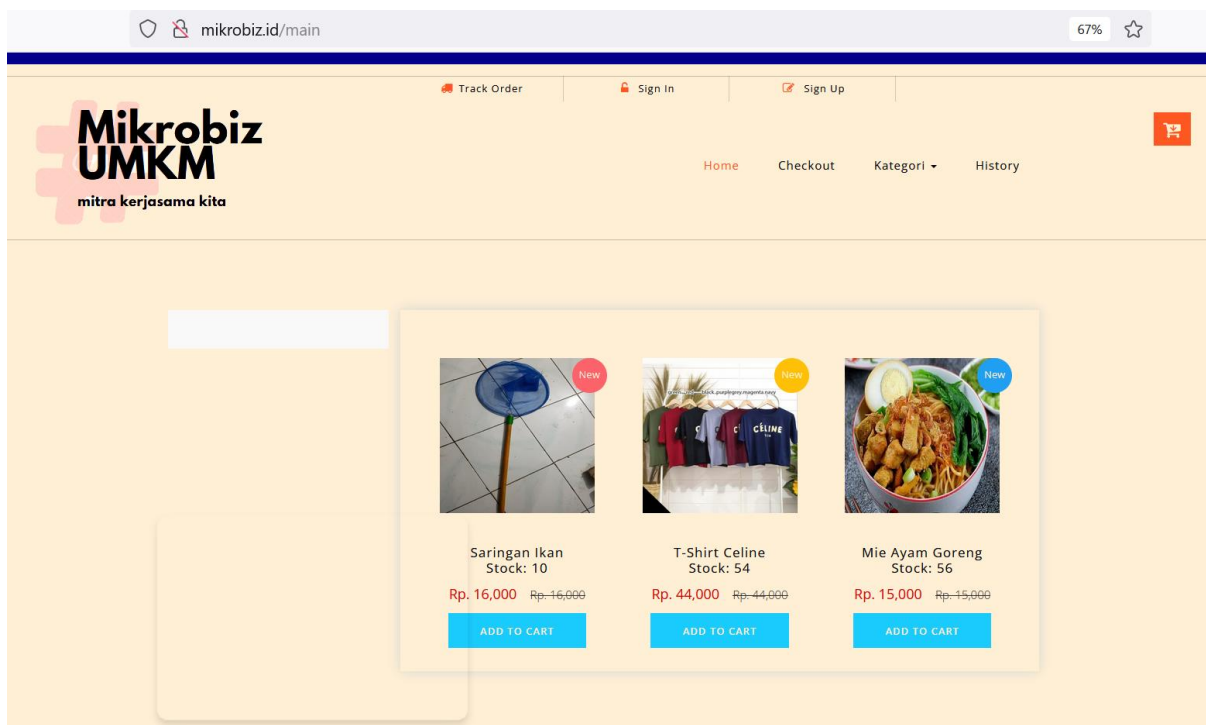 mikrobiz.id/main
67%
Track Order
Sign In
Sign Up
Mikrobiz
UMKM
mitra kerjasama kita
Home
Checkout
Kategori
History
New
New
New
CÉLINE
Saringan Ikan
Stock: 10
Rp. 16,000 Rp. 16,000
ADD TO CART
T-Shirt Celine
Stock: 54
Rp. 44,000 Rp. 44,000
ADD TO CART
Mie Ayam Goreng
Stock: 56
Rp. 15,000 Rp. 15,000
ADD TO CART